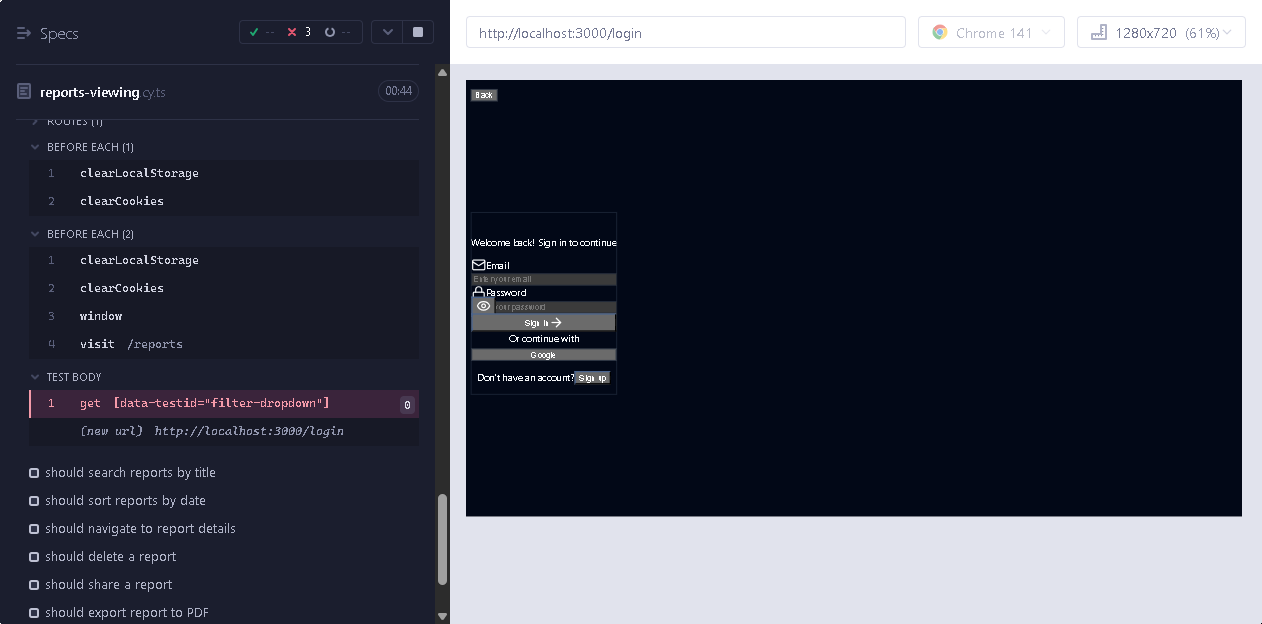 Specs
-- 3 --
reports-viewing.cy.ts
00:44
ROUTES (1)
BEFORE EACH (1)
1 clearLocalStorage
2 clearCookies
BEFORE EACH (2)
1 clearLocalStorage
2 clearCookies
3 window
4 visit /reports
TEST BODY
1 get [data-testid="filter-dropdown"] 0
(new url) http://localhost:3000/login
should search reports by title
should sort reports by date
should navigate to report details
should delete a report
should share a report
should export report to PDF
http://localhost:3000/login
Chrome 141
1280x720 (61%)
Back
Welcome back! Sign in to continue
Email
Enter your email
Password
your password
Sign In
Or continue with
Google
Don't have an account? Sign up